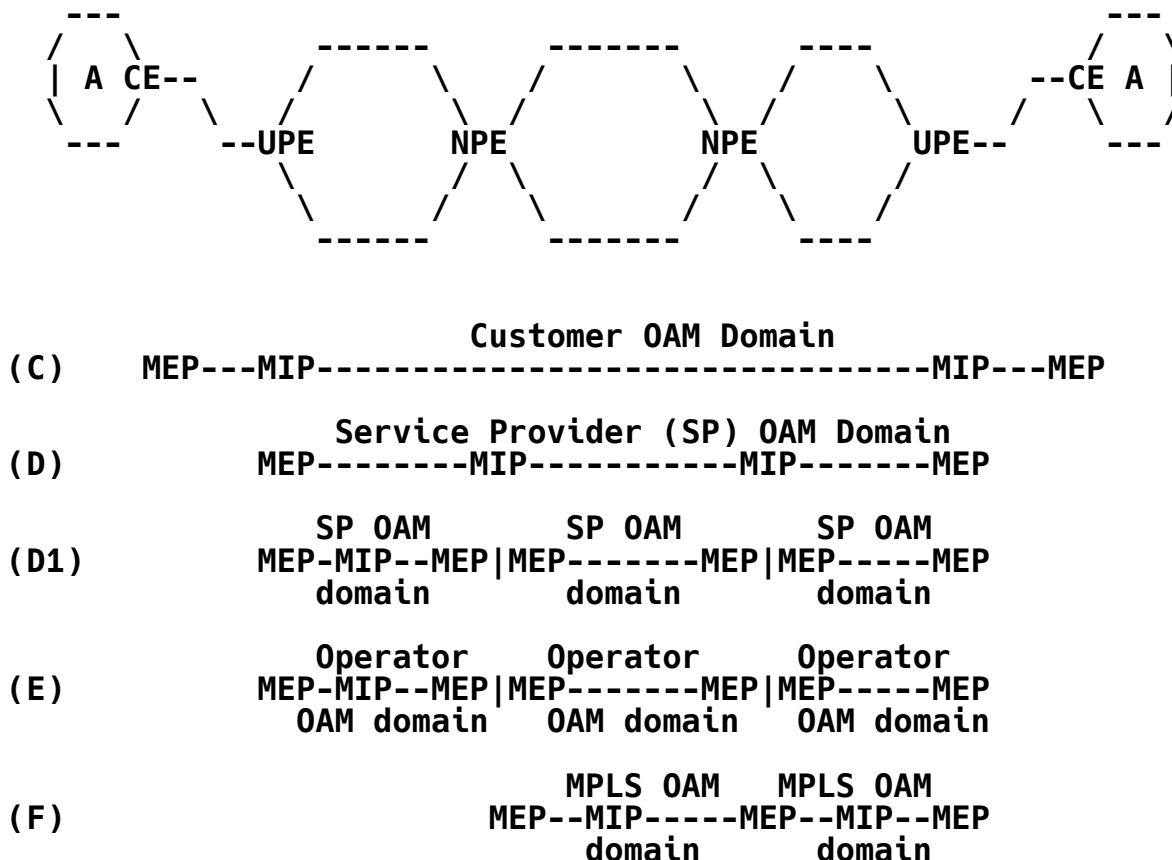 ---                                                              ---
  /   \            ------       -------       ----                 /   \
  | A CE--        /      \     /       \     /    \             --CE A |
  \   /   \      /        \   /         \   /      \           /   \   /
   ---     --UPE         NPE           NPE         UPE--      ---
              \         /  \          /  \        /
               \       /    \        /    \      /
                ------       -------       ----
Customer OAM Domain
(C)    MEP---MIP--------------------------------MIP---MEP
Service Provider (SP) OAM Domain
(D)          MEP--------MIP-----------MIP-------MEP
SP OAM       SP OAM       SP OAM
(D1)         MEP-MIP--MEP|MEP-------MEP|MEP-----MEP
domain       domain       domain
Operator    Operator     Operator
(E)          MEP-MIP--MEP|MEP-------MEP|MEP-----MEP
OAM domain   OAM domain   OAM domain
MPLS OAM   MPLS OAM
(F)                      MEP--MIP-----MEP--MIP--MEP
domain      domain